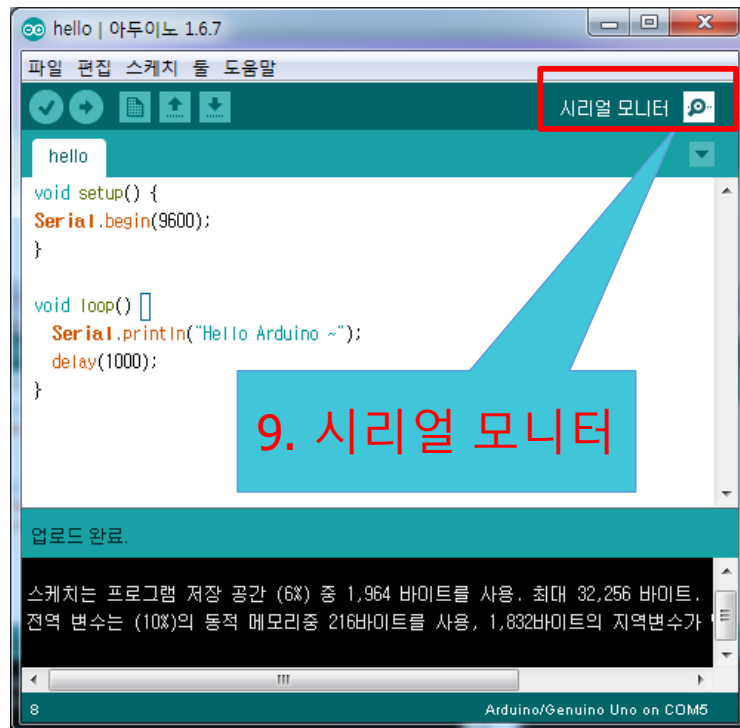 hello | 아두이노 1.6.7
파일 편집 스케치 툴 도움말
시리얼 모니터
hello
void setup() {
Serial.begin(9600);
}
void loop()
Serial.println("Hello Arduino ~");
delay(1000);
}
9. 시리얼 모니터
업로드 완료.
스케치는 프로그램 저장 공간 (6%) 중 1,964 바이트를 사용. 최대 32,256 바이트.
전역 변수는 (10%)의 동적 메모리중 216바이트를 사용, 1,832바이트의 지역변수가
8
Arduino/Genuino Uno on COM5